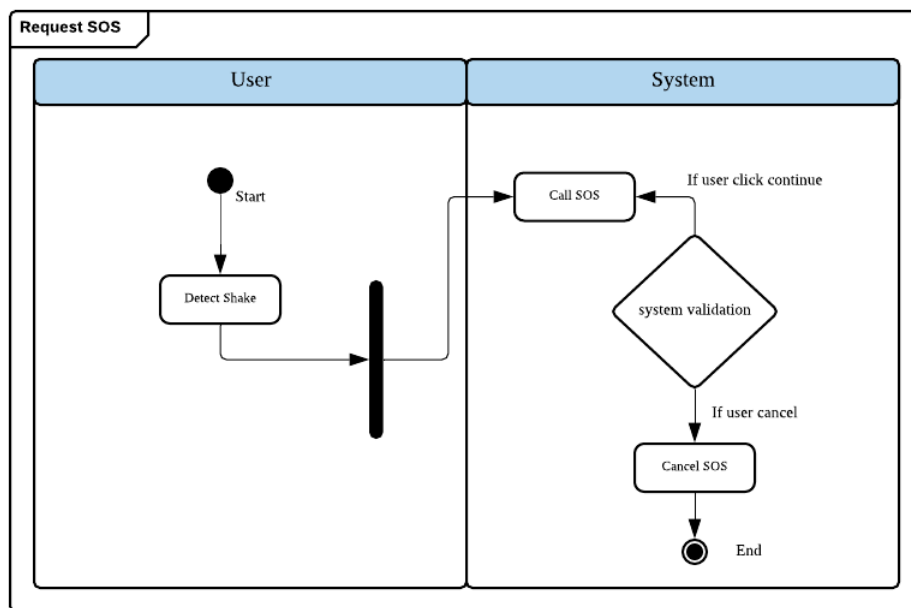 Request SOS
User
System
Start
Call SOS
If user click continue
Detect Shake
system validation
If user cancel
Cancel SOS
End